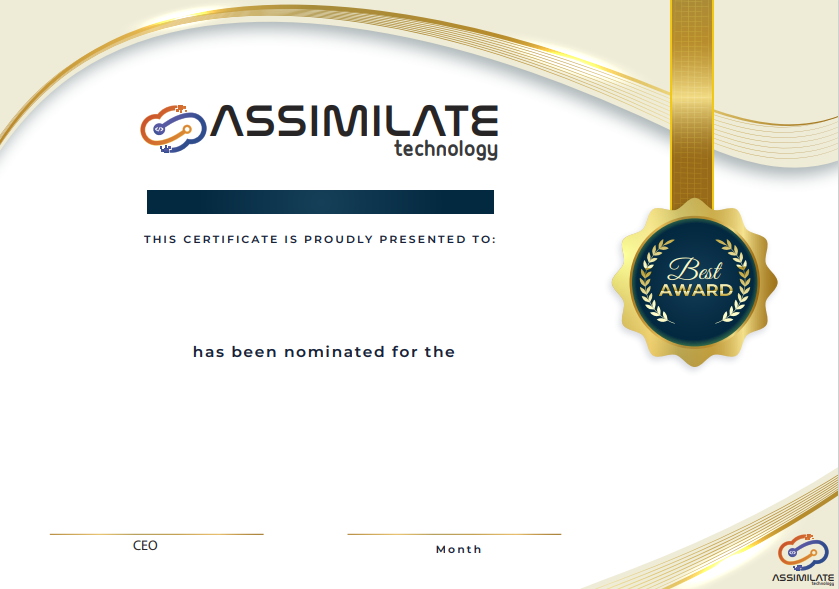 ASSIMILATE
technology
THIS CERTIFICATE IS PROUDLY PRESENTED TO:
Best
AWARD
has been nominated for the
CEO
Month
ASSIMILATE
technology